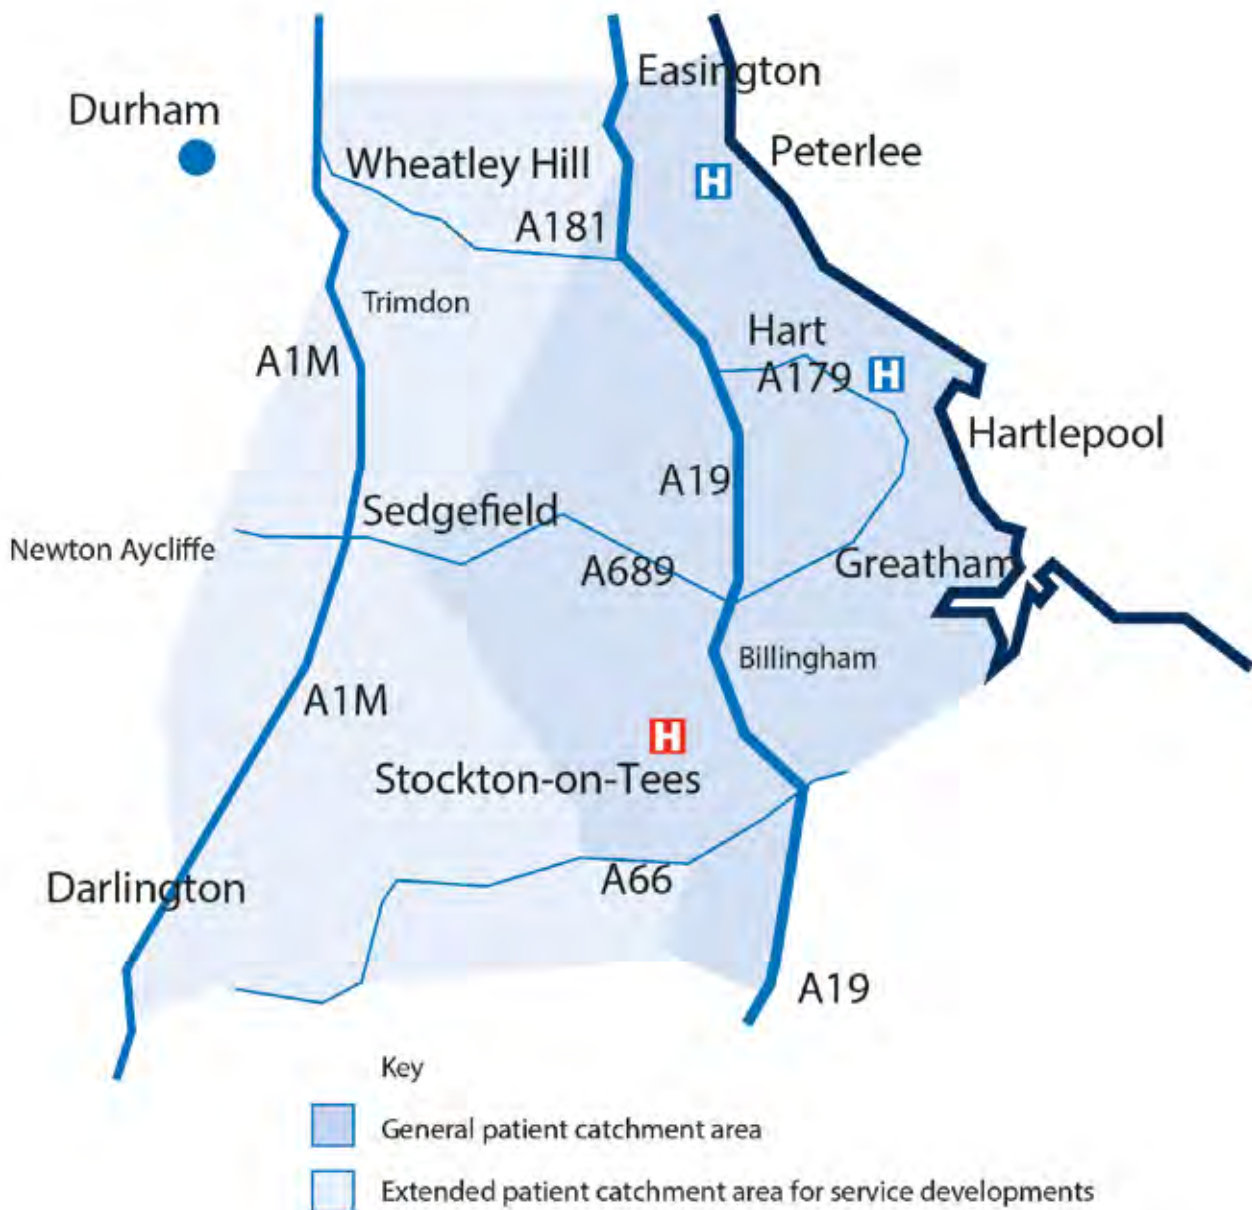 Easington
Durham
Peterlee
Wheatley Hill
H
A181
Trimdon
Hart
A1M
A179
H
Hartlepool
A19
Sedgefield
Newton Aycliffe
A689
Greatham
Billingham
A1M
H
Stockton-on-Tees
A66
Darlington
A19
Key
General patient catchment area
Extended patient catchment area for service developments